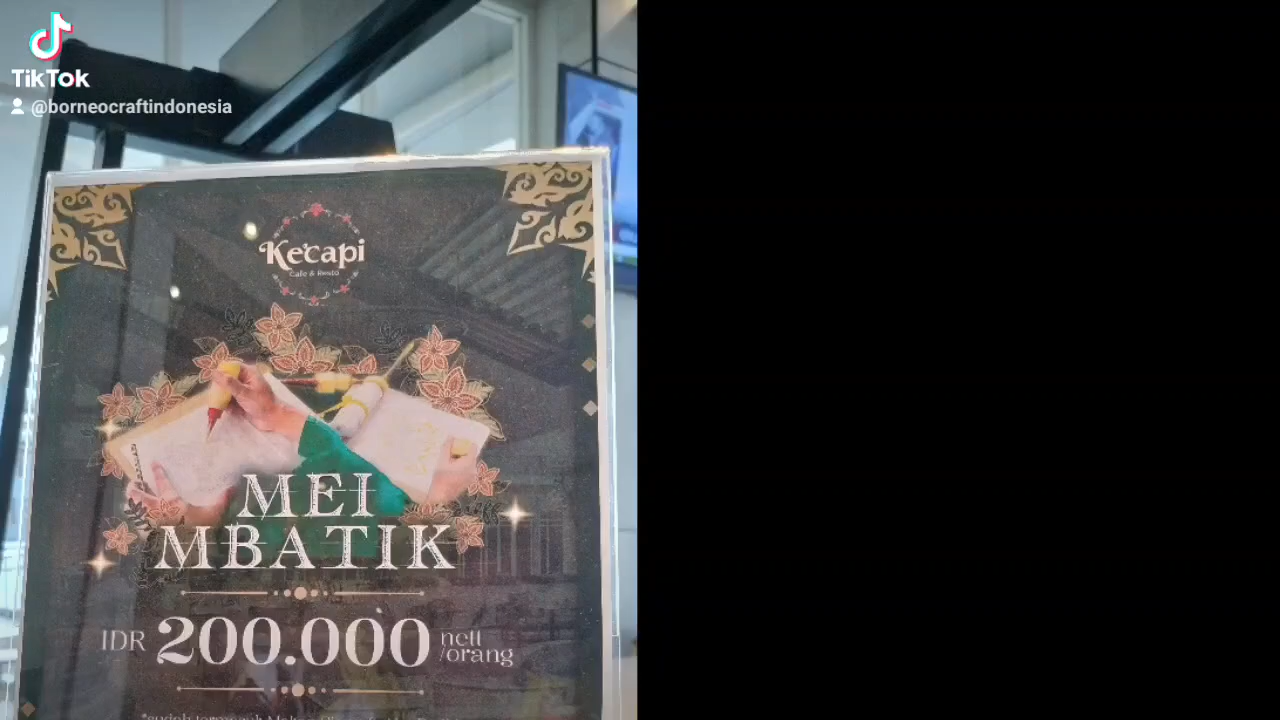 TikTok
@borneocraftindonesia
Kecapi
Cafe & Resto
MEI
MBATIK
IDR 200.000 nett
/orang